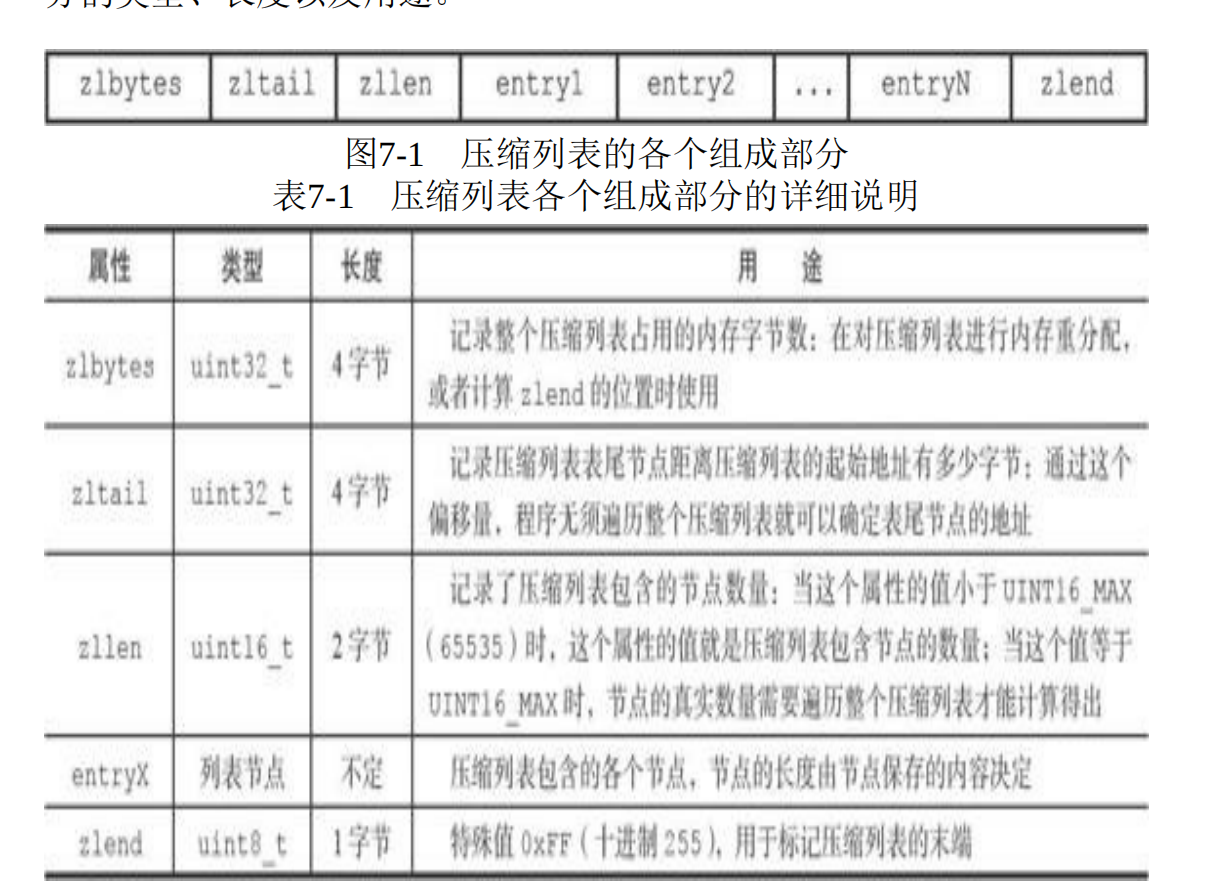 分的类型、长度以及用途。
zlbytes zltail zllen entry1 entry2 ... entryN zlend
图7-1 压缩列表的各个组成部分
表7-1 压缩列表各个组成部分的详细说明
属性 类型 长度 用 途
zlbytes uint32_t 4字节 记录整个压缩列表占用的内存字节数：在对压缩列表进行内存重分配，
或者计算 zlend 的位置时使用
zltail uint32_t 4字节 记录压缩列表表尾节点距离压缩列表的起始地址有多少字节：通过这个
偏移量，程序无须遍历整个压缩列表就可以确定表尾节点的地址
zllen uint16_t 2字节 记录了压缩列表包含的节点数量：当这个属性的值小于 UINT16_MAX
（65535）时，这个属性的值就是压缩列表包含节点的数量；当这个值等于
UINT16_MAX 时，节点的真实数量需要遍历整个压缩列表才能计算得出
entryX 列表节点 不定 压缩列表包含的各个节点，节点的长度由节点保存的内容决定
zlend uint8_t 1字节 特殊值 0xFF（十进制 255），用于标记压缩列表的末端